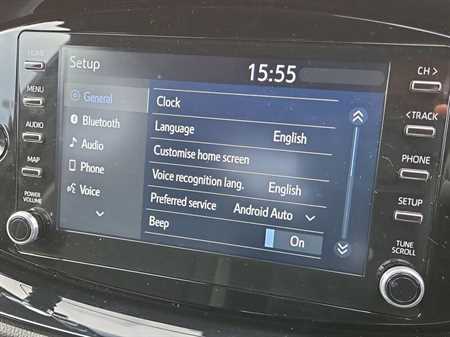 Setup 15:55
HOME
MENU
AUDIO
MAP
POWER
VOLUME
General
Bluetooth
Audio
Phone
Voice
Clock
Language English
Customise home screen
Voice recognition lang. English
Preferred service Android Auto
Beep On
CH >
< TRACK
PHONE
SETUP
TUNE
SCROLL